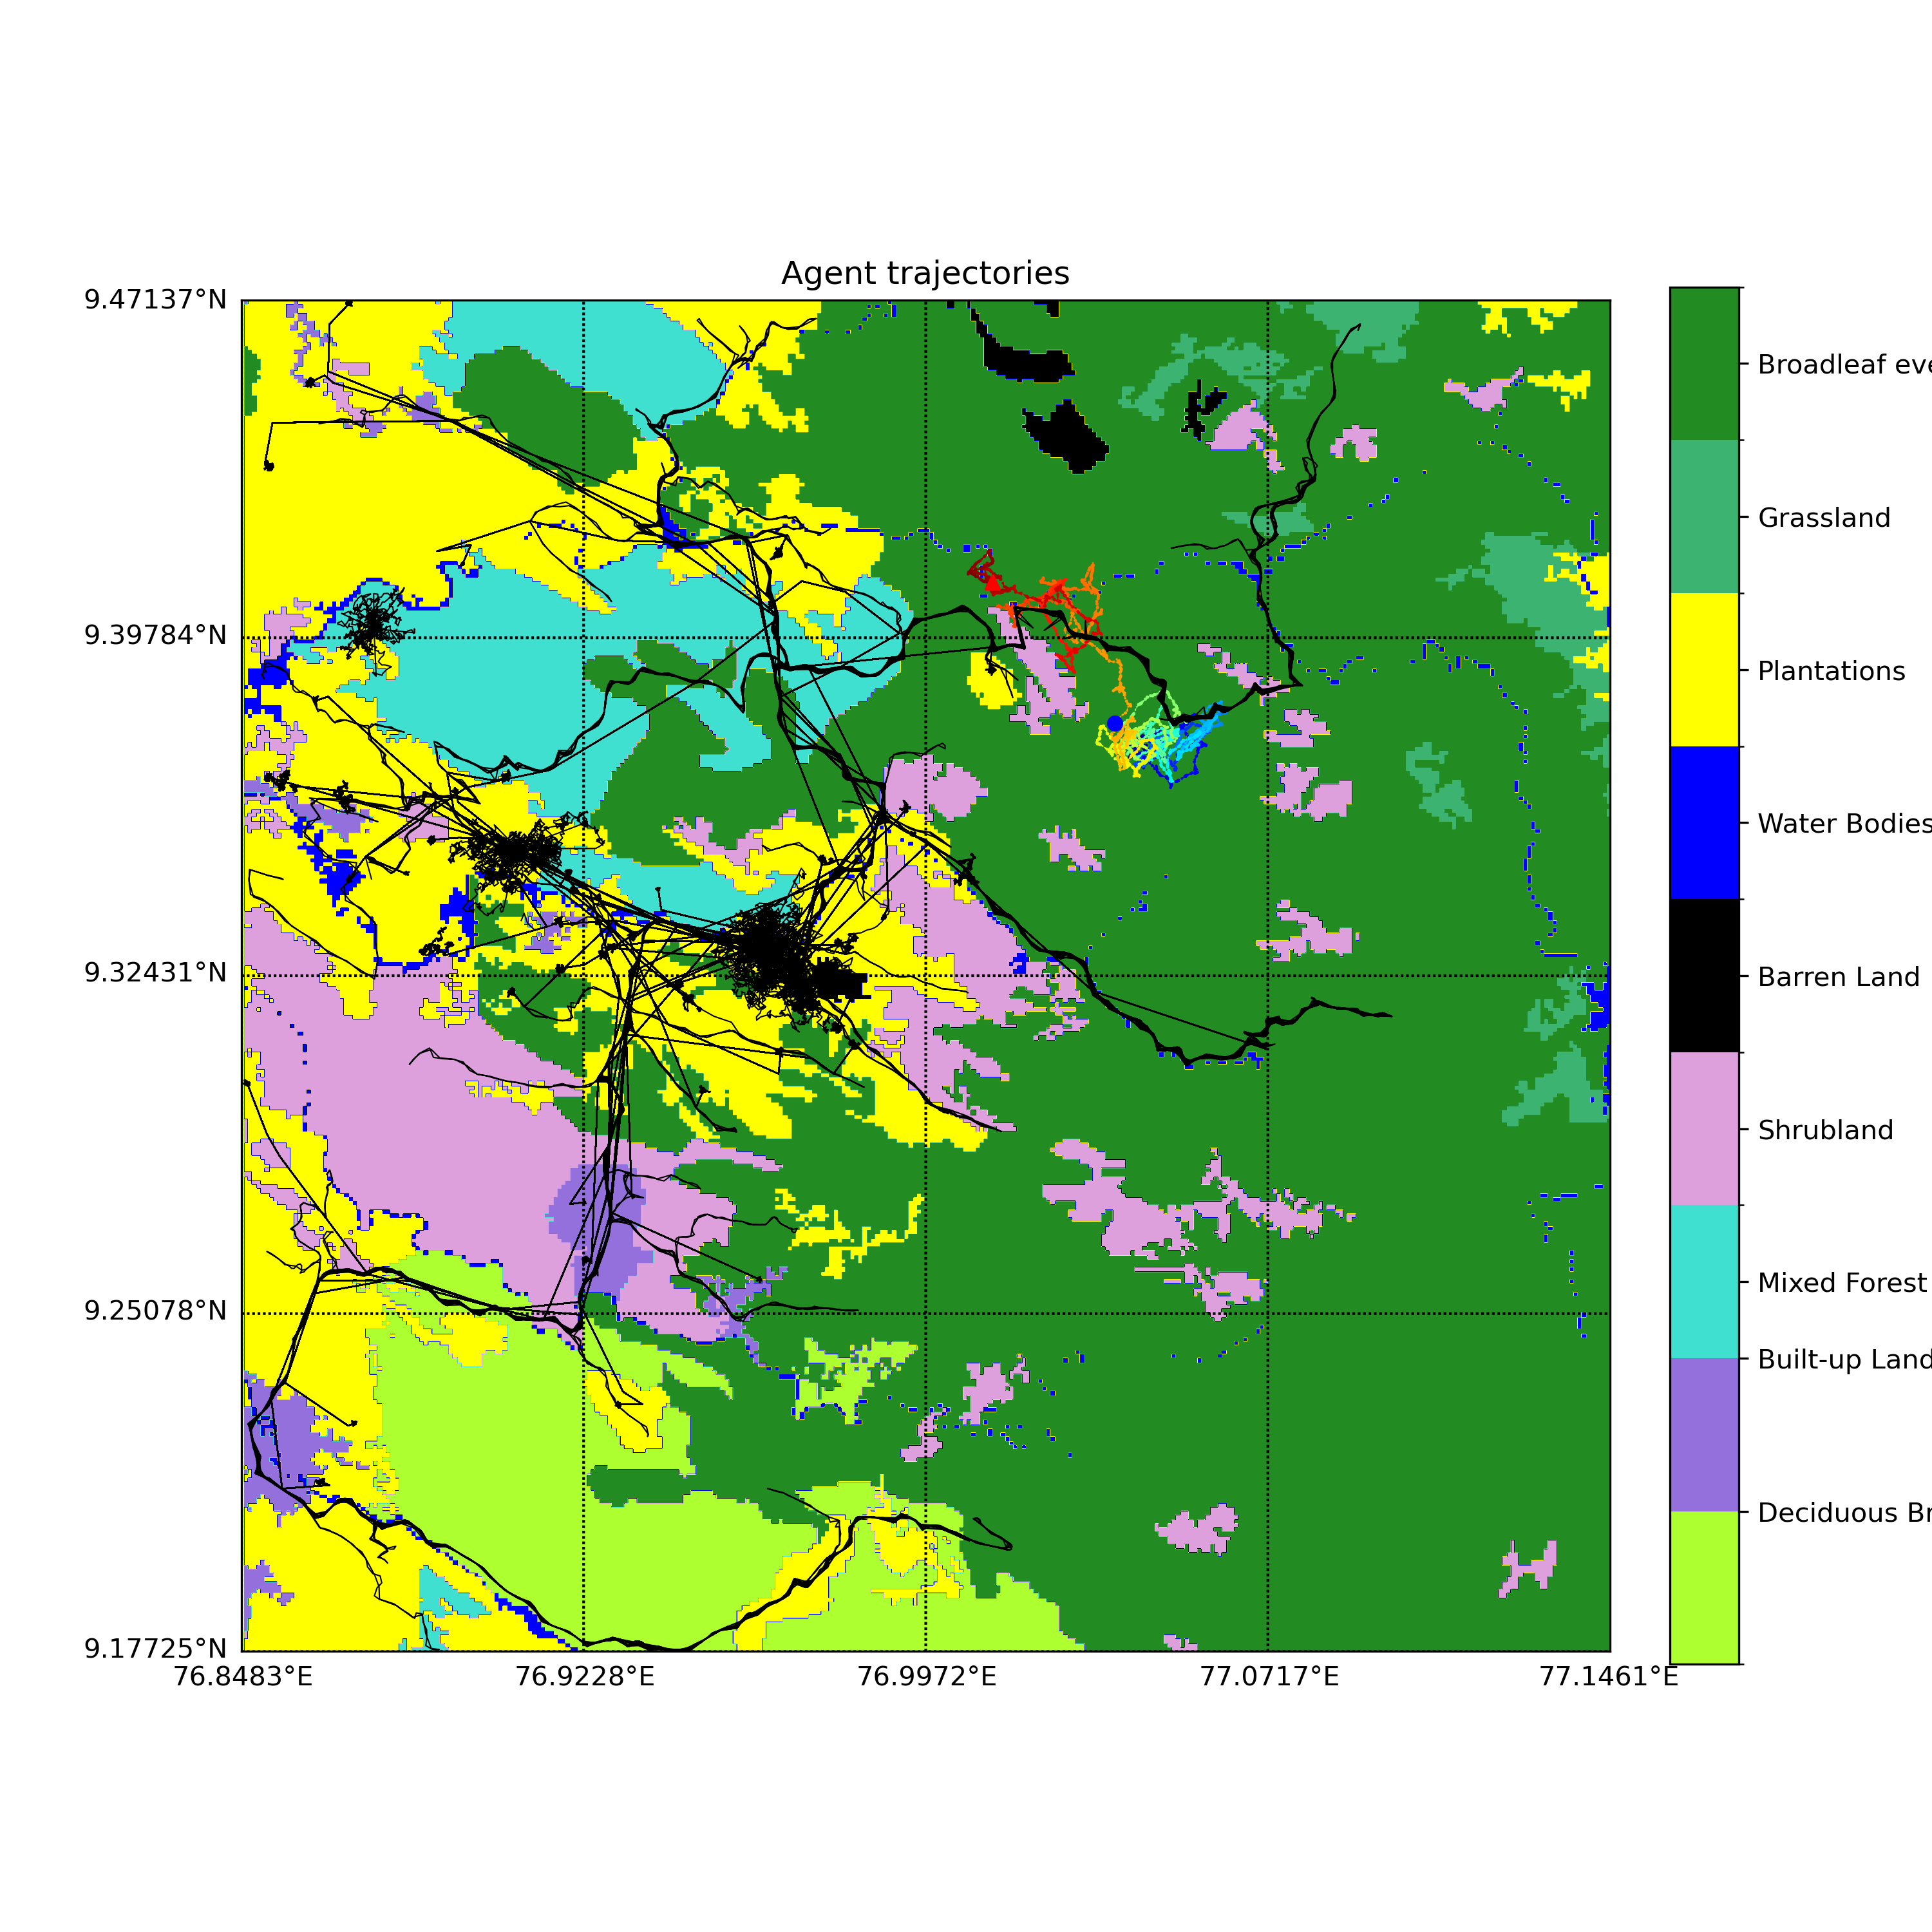 Agent trajectories
9.47137°N
9.39784°N
9.32431°N
9.25078°N
9.17725°N
76.8483°E
76.9228°E
76.9972°E
77.0717°E
77.1461°E
Broadleaf eve
Grassland
Plantations
Water Bodies
Barren Land
Shrubland
Mixed Forest
Built-up Land
Deciduous Br